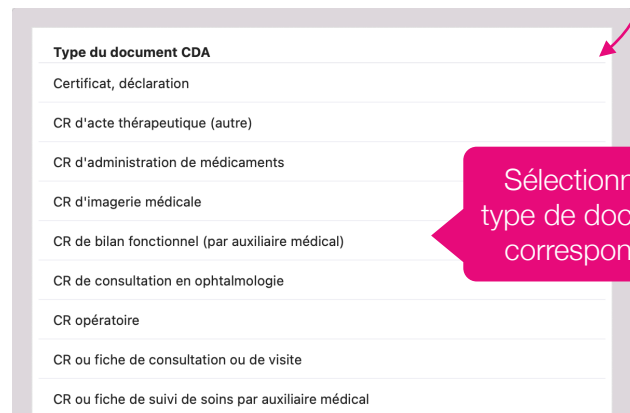 Type du document CDA
Certificat, déclaration
CR d'acte thérapeutique (autre)
CR d'administration de médicaments
CR d'imagerie médicale
CR de bilan fonctionnel (par auxiliaire médical)
CR de consultation en ophtalmologie
CR opératoire
CR ou fiche de consultation ou de visite
CR ou fiche de suivi de soins par auxiliaire médical
type de